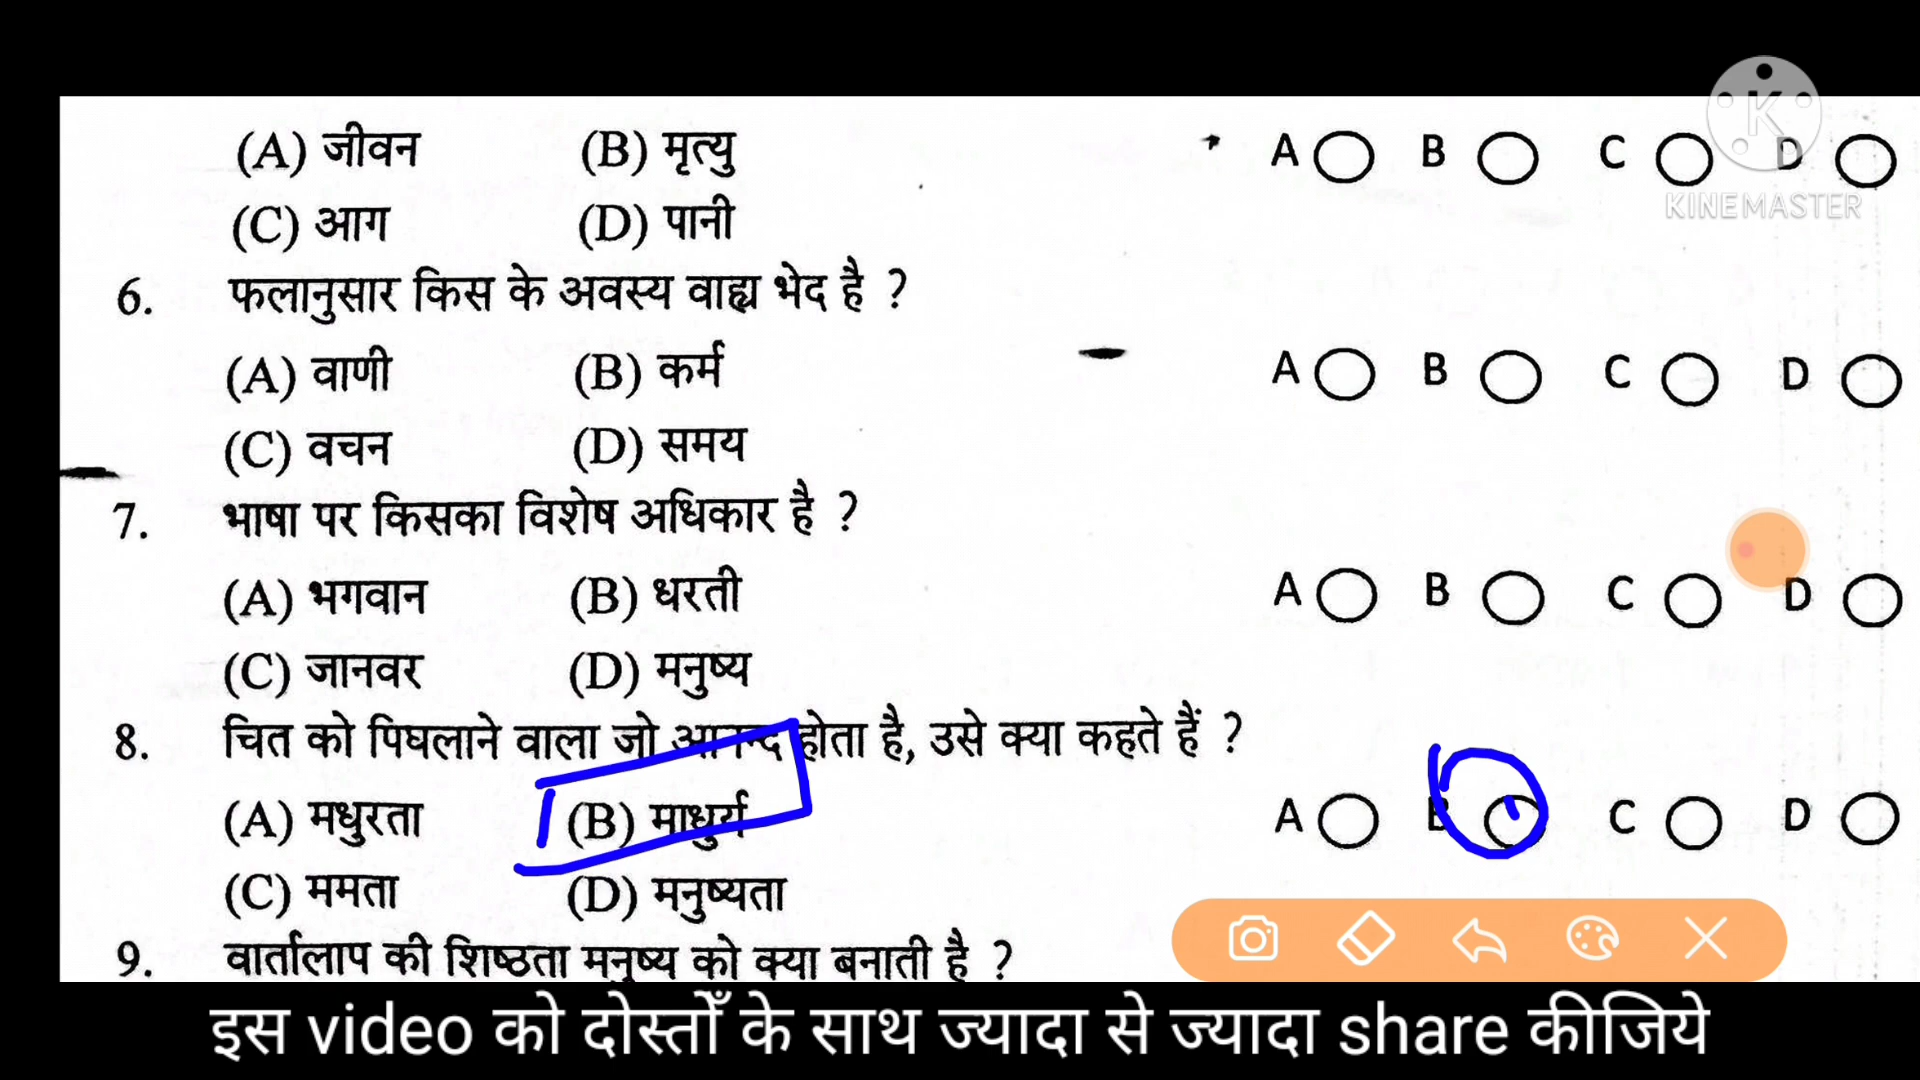 (A) जीवन (B) मृत्यु A B C D
(C) आग (D) पानी
KINEMASTER
6. फलानुसार किस के अवस्य वाह्य भेद है ?
(A) वाणी (B) कर्म A B C D
(C) वचन (D) समय
7. भाषा पर किसका विशेष अधिकार है ?
(A) भगवान (B) धरती A B C D
(C) जानवर (D) मनुष्य
8. चित को पिघलाने वाला जो आनन्द होता है, उसे क्या कहते हैं ?
(A) मधुरता (B) माधुर्य A B C D
(C) ममता (D) मनुष्यता
9. वार्तालाप की शिष्ठता मनुष्य को क्या बनाती है ?
इस video को दोस्तोँ के साथ ज्यादा से ज्यादा share कीजिये